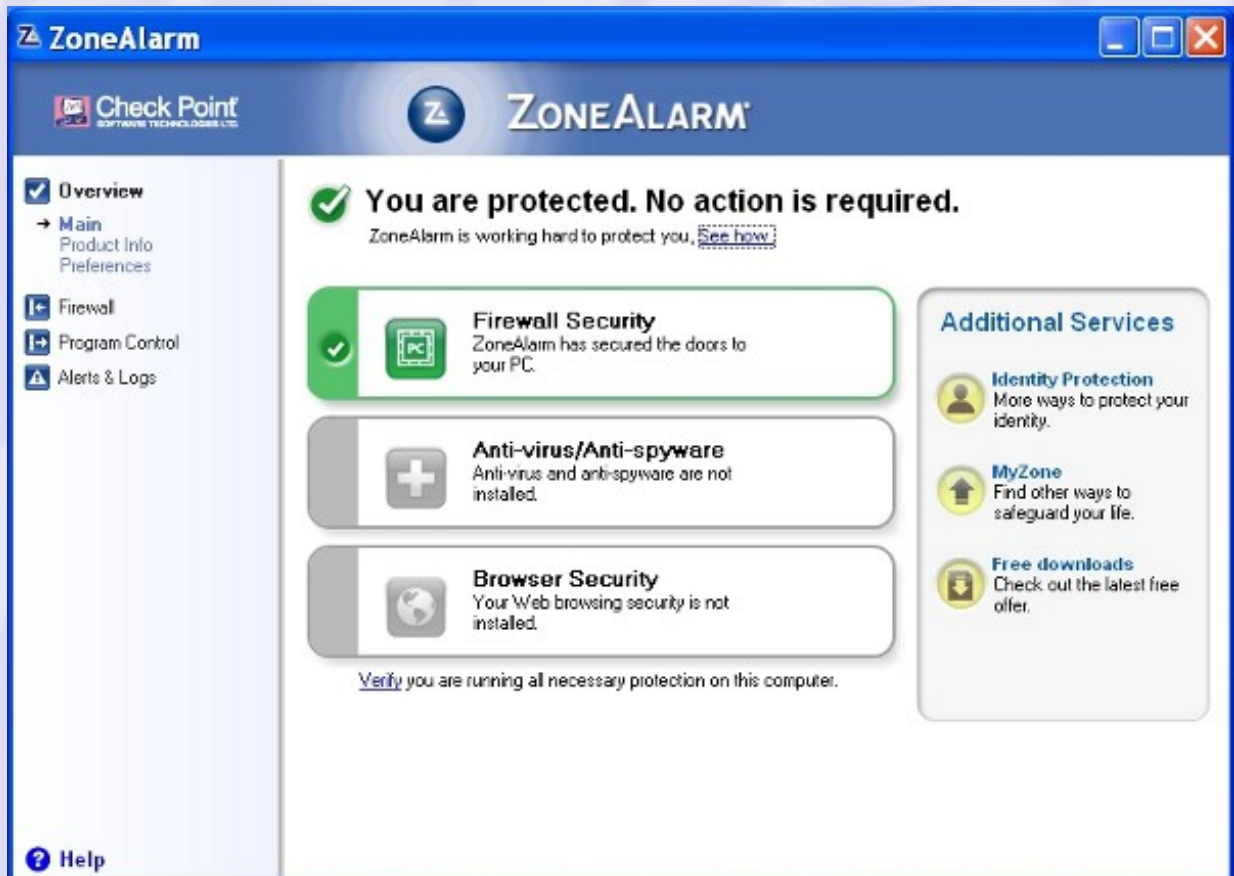 ZoneAlarm
Check Point
SOFTWARE TECHNOLOGIES LTD.
ZONEALARM
Overview
Main
Product Info
Preferences
Firewall
Program Control
Alerts & Logs
Help
You are protected. No action is required.
ZoneAlarm is working hard to protect you, See how.
Firewall Security
ZoneAlarm has secured the doors to
your PC.
PC
Anti-virus/Anti-spyware
Anti-virus and anti-spyware are not
installed.
Browser Security
Your Web browsing security is not
installed.
Verify you are running all necessary protection on this computer.
Additional Services
Identity Protection
More ways to protect your
identity.
MyZone
Find other ways to
safeguard your life.
Free downloads
Check out the latest free
offer.